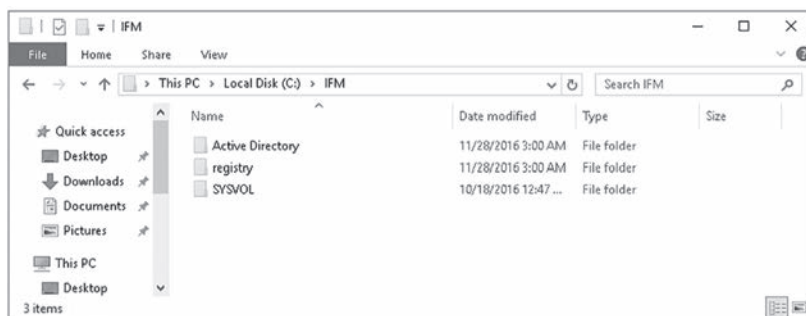 IFM
File Home Share View
This PC > Local Disk (C:) > IFM
Search IFM
Name Date modified Type Size
Quick access
Desktop
Downloads
Documents
Pictures
This PC
Desktop
Active Directory 11/28/2016 3:00 AM File folder
registry 11/28/2016 3:00 AM File folder
SYSVOL 10/18/2016 12:47 ... File folder
3 items